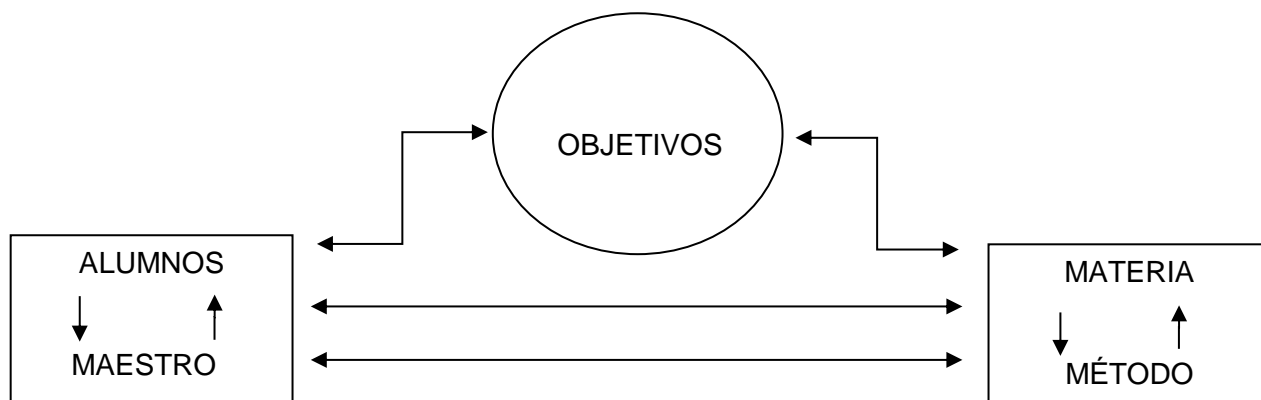 OBJETIVOS
ALUMNOS
MAESTRO
MATERIA
MÉTODO